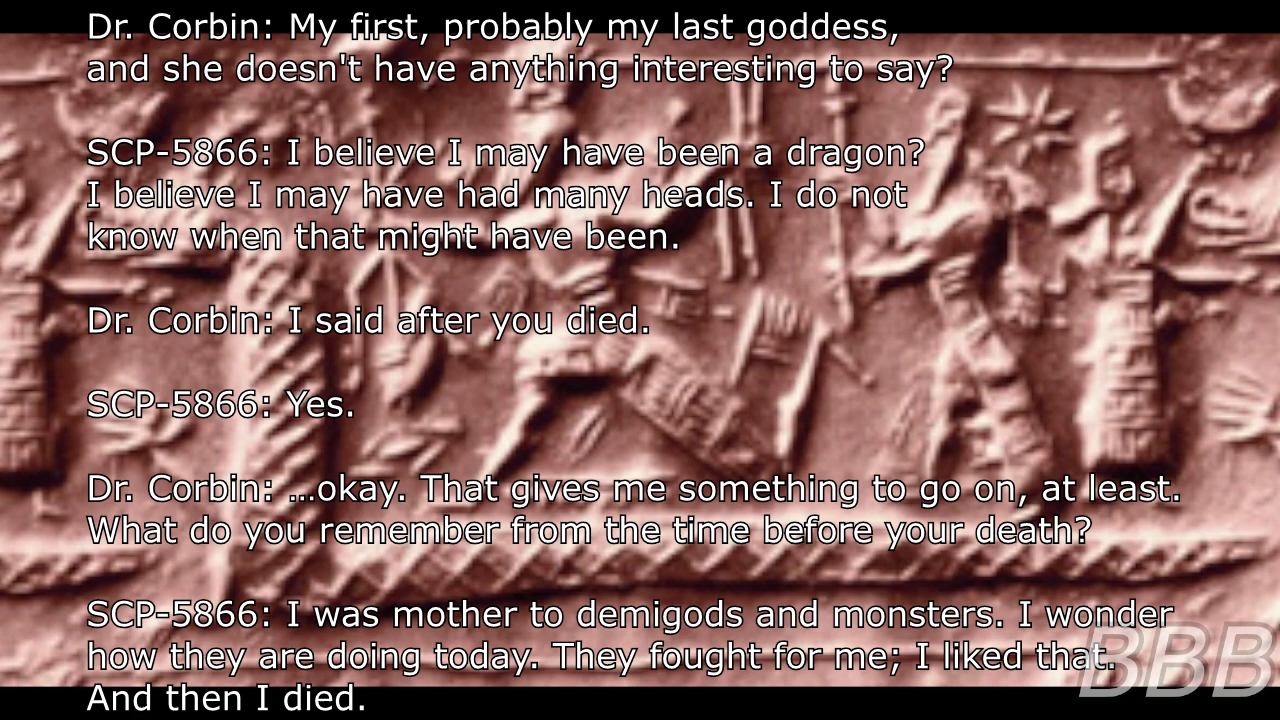 Dr. Corbin: My first, probably my last goddess,
and she doesn't have anything interesting to say?
SCP-5866: I believe I may have been a dragon?
I believe I may have had many heads. I do not
know when that might have been.
Dr. Corbin: I said after you died.
SCP-5866: Yes.
Dr. Corbin: …okay. That gives me something to go on, at least.
What do you remember from the time before your death?
SCP-5866: I was mother to demigods and monsters. I wonder
how they are doing today. They fought for me; I liked that.
And then I died.
BBB